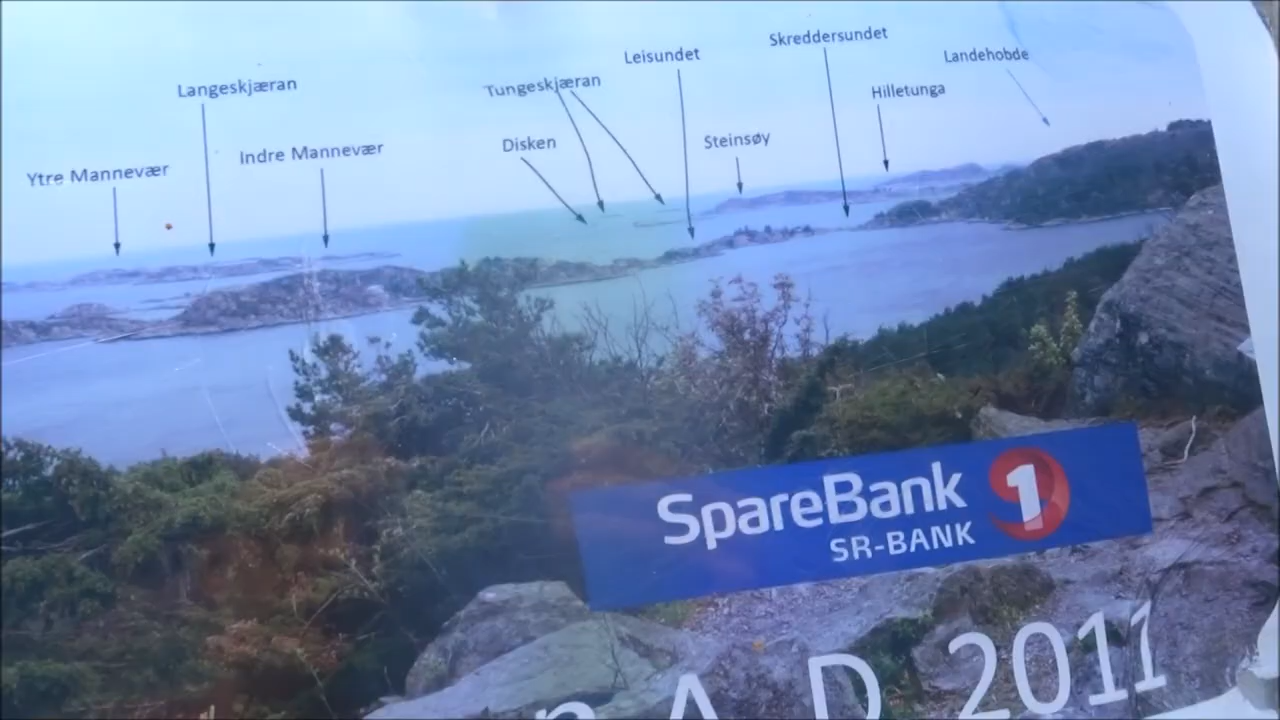 Skreddersundet
Leisundet
Landehobde
Langeskjæran
Tungeskjæran
Hilletunga
Disken
Steinsøy
Indre Mannevær
Ytre Mannevær
SpareBank 1
SR-BANK
A D 2011